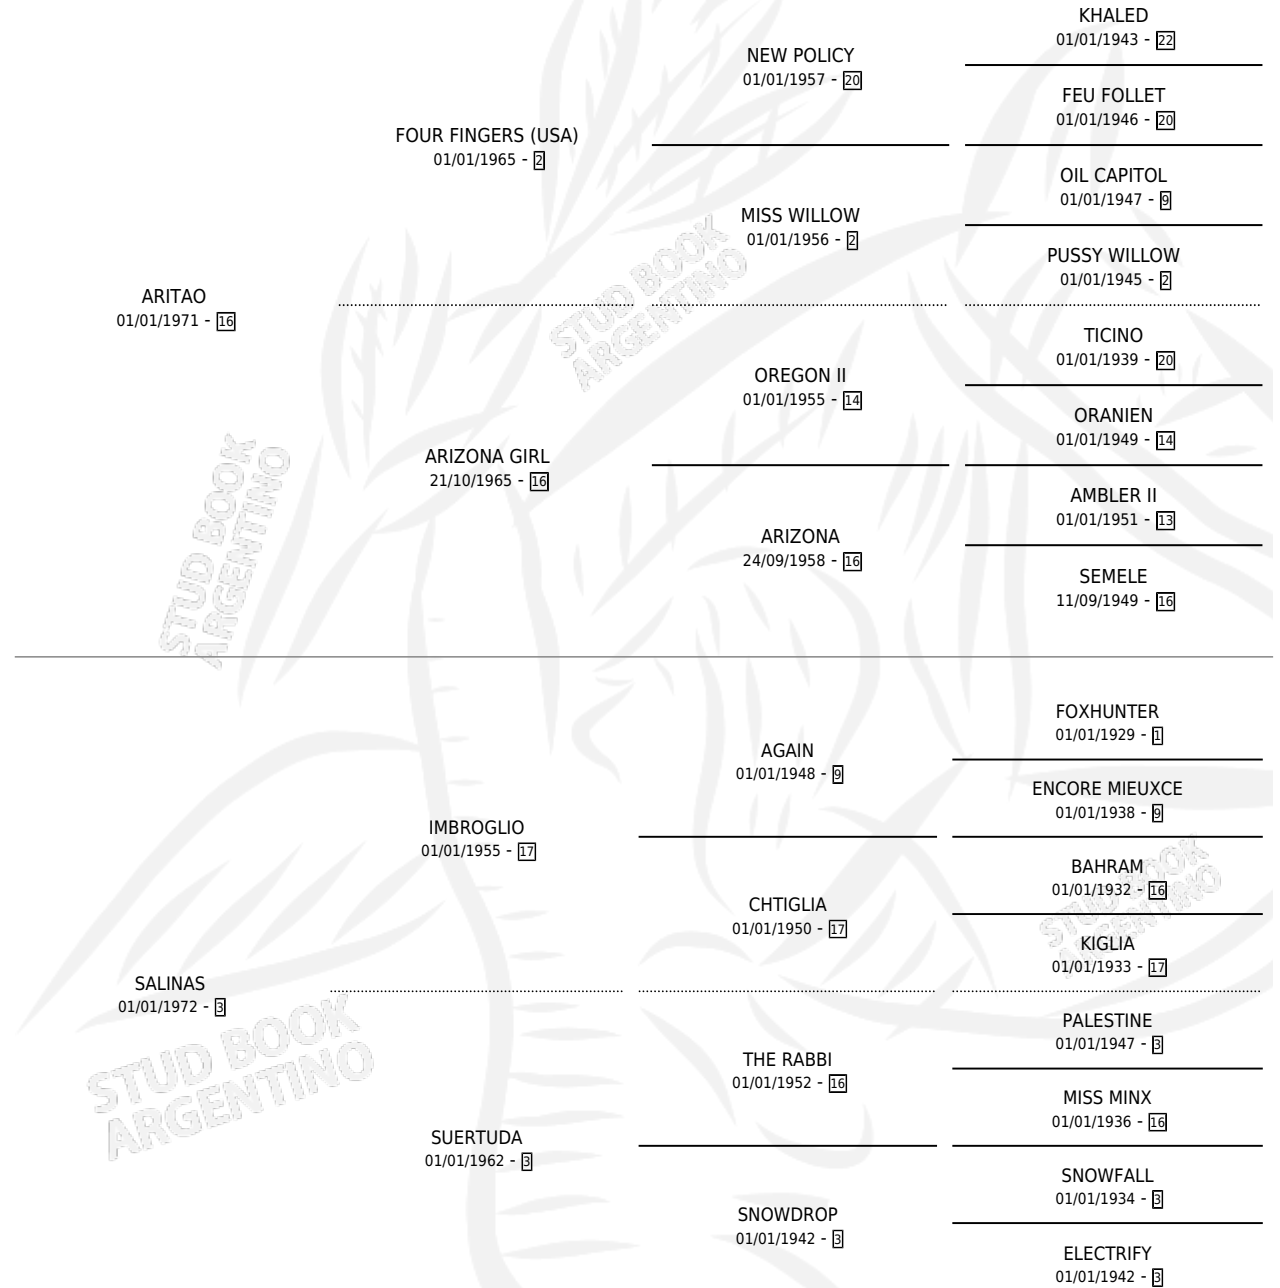 KHALED
01/01/1943 - 22
NEW POLICY
01/01/1957 - 20
FEU FOLLET
01/01/1946 - 20
FOUR FINGERS (USA)
01/01/1965 - 2
OIL CAPITOL
01/01/1947 - 9
MISS WILLOW
01/01/1956 - 2
PUSSY WILLOW
01/01/1945 - 2
ARITAO
01/01/1971 - 16
TICINO
01/01/1939 - 20
OREGON II
01/01/1955 - 14
ORANIEN
01/01/1949 - 14
ARIZONA GIRL
21/10/1965 - 16
AMBLER II
01/01/1951 - 13
ARIZONA
24/09/1958 - 16
SEMELE
11/09/1949 - 16
STUD BOOK
ARGENTINO
STUD BOOK
ARGENTINO
FOXHUNTER
01/01/1929 - 1
AGAIN
01/01/1948 - 9
ENCORE MIEUXCE
01/01/1938 - 9
IMBROGLIO
01/01/1955 - 17
BAHRAM
01/01/1932 - 16
CHTIGLIA
01/01/1950 - 17
KIGLIA
01/01/1933 - 17
STUD BOOK
ARGENTINO
SALINAS
01/01/1972 - 3
PALESTINE
01/01/1947 - 3
THE RABBI
01/01/1952 - 16
MISS MINX
01/01/1936 - 16
STUD BOOK
ARGENTINO
SUERTUDA
01/01/1962 - 3
SNOWFALL
01/01/1934 - 3
SNOWDROP
01/01/1942 - 3
ELECTRIFY
01/01/1942 - 3